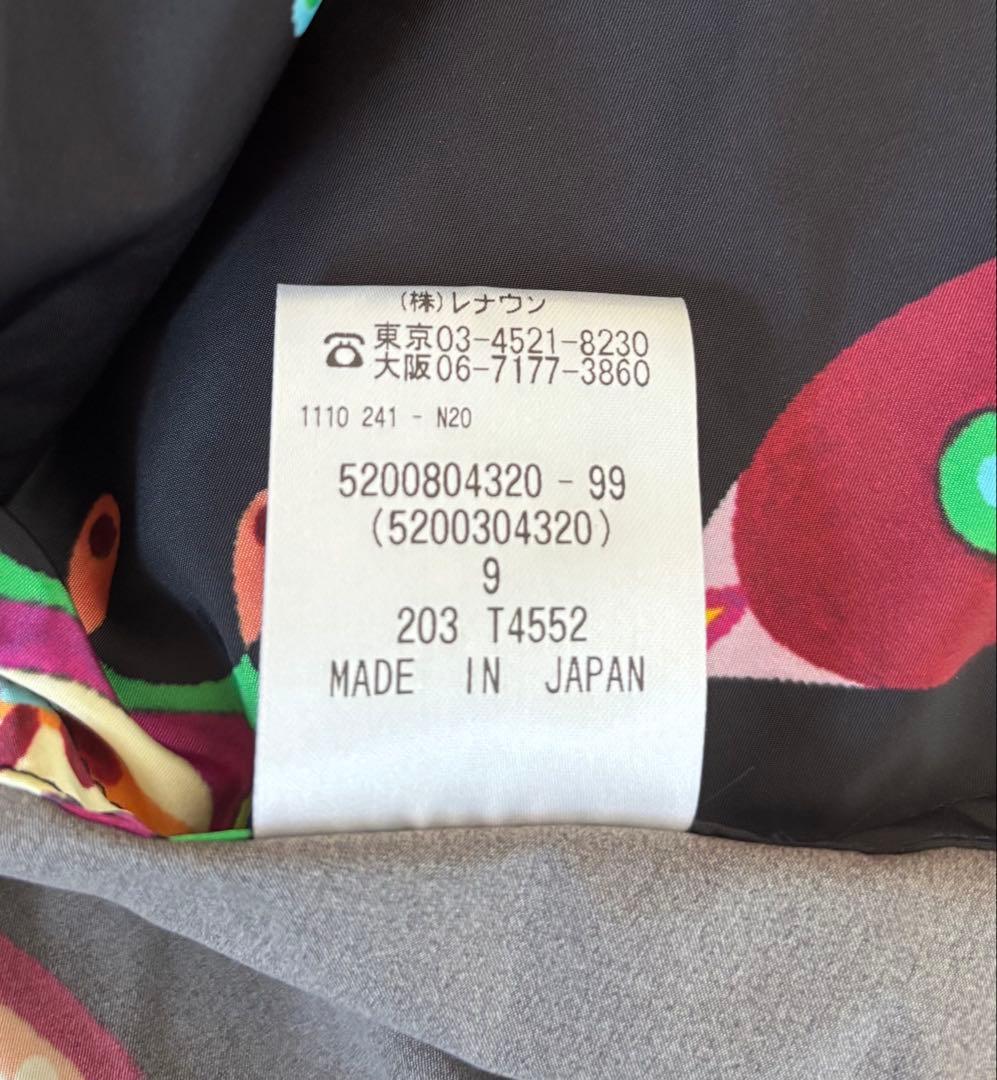 (株)レナウン
☎東京03-4521-8230
大阪06-7177-3860
1110 241 - N20
5200804320 - 99
(5200304320)
9
203 T4552
MADE IN JAPAN